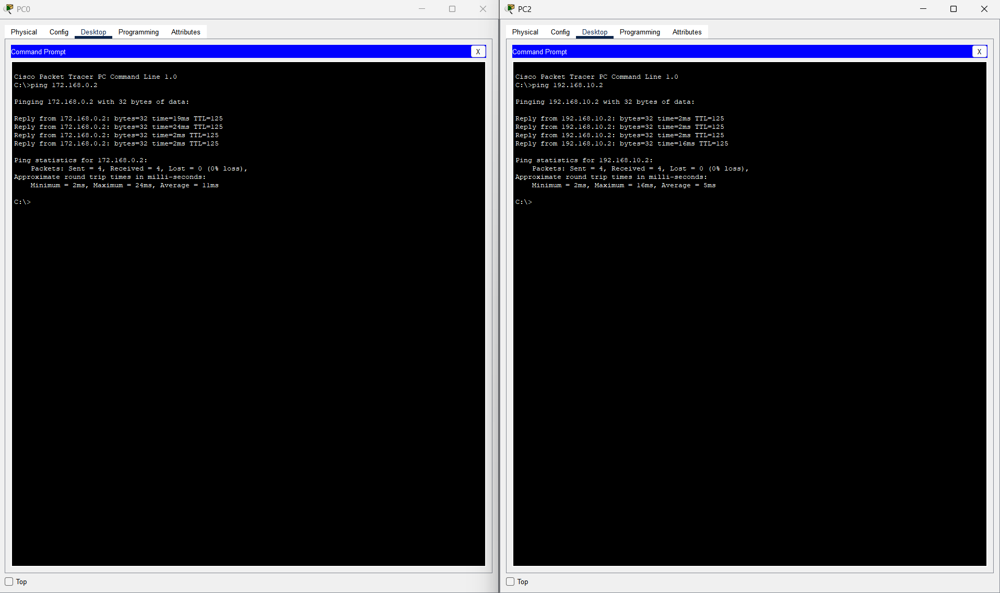 PC0
Physical Config Desktop Programming Attributes
Command Prompt X
Cisco Packet Tracer PC Command Line 1.0
C:\>ping 172.168.0.2
Pinging 172.168.0.2 with 32 bytes of data:
Reply from 172.168.0.2: bytes=32 time=19ms TTL=125
Reply from 172.168.0.2: bytes=32 time=24ms TTL=125
Reply from 172.168.0.2: bytes=32 time=2ms TTL=125
Reply from 172.168.0.2: bytes=32 time=2ms TTL=125
Ping statistics for 172.168.0.2:
Packets: Sent = 4, Received = 4, Lost = 0 (0% loss),
Approximate round trip times in milli-seconds:
Minimum = 2ms, Maximum = 24ms, Average = 11ms
C:\>
Top
PC2
Physical Config Desktop Programming Attributes
Command Prompt X
Cisco Packet Tracer PC Command Line 1.0
C:\>ping 192.168.10.2
Pinging 192.168.10.2 with 32 bytes of data:
Reply from 192.168.10.2: bytes=32 time=2ms TTL=125
Reply from 192.168.10.2: bytes=32 time=2ms TTL=125
Reply from 192.168.10.2: bytes=32 time=2ms TTL=125
Reply from 192.168.10.2: bytes=32 time=16ms TTL=125
Ping statistics for 192.168.10.2:
Packets: Sent = 4, Received = 4, Lost = 0 (0% loss),
Approximate round trip times in milli-seconds:
Minimum = 2ms, Maximum = 16ms, Average = 5ms
C:\>
Top